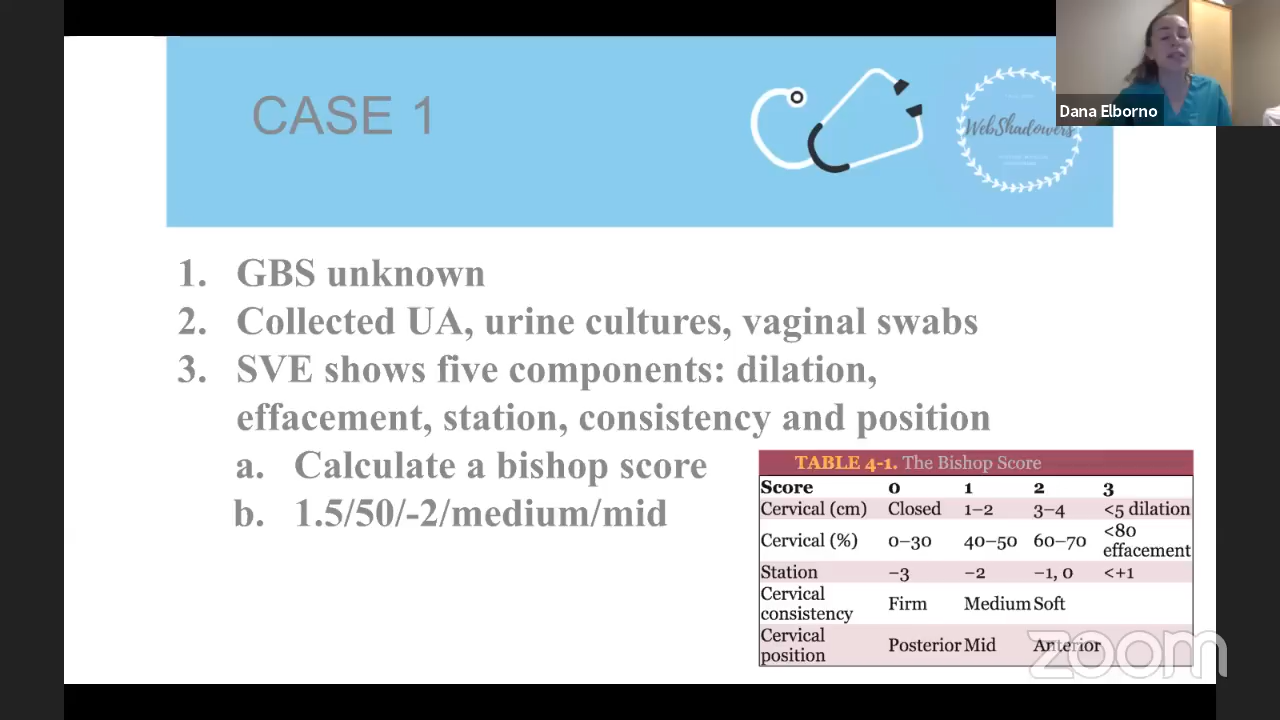 CASE 1
WebShadowers
Dana Elborno
1. GBS unknown
2. Collected UA, urine cultures, vaginal swabs
3. SVE shows five components: dilation,
effacement, station, consistency and position
a. Calculate a bishop score
b. 1.5/50/-2/medium/mid
TABLE 4-1. The Bishop Score
Score 0 1 2 3
Cervical (cm) Closed 1–2 3–4 <5 dilation
Cervical (%) 0–30 40–50 60–70 <80 effacement
Station −3 −2 −1, 0 <+1
Cervical consistency Firm Medium Soft
Cervical position Posterior Mid Anterior
zoom